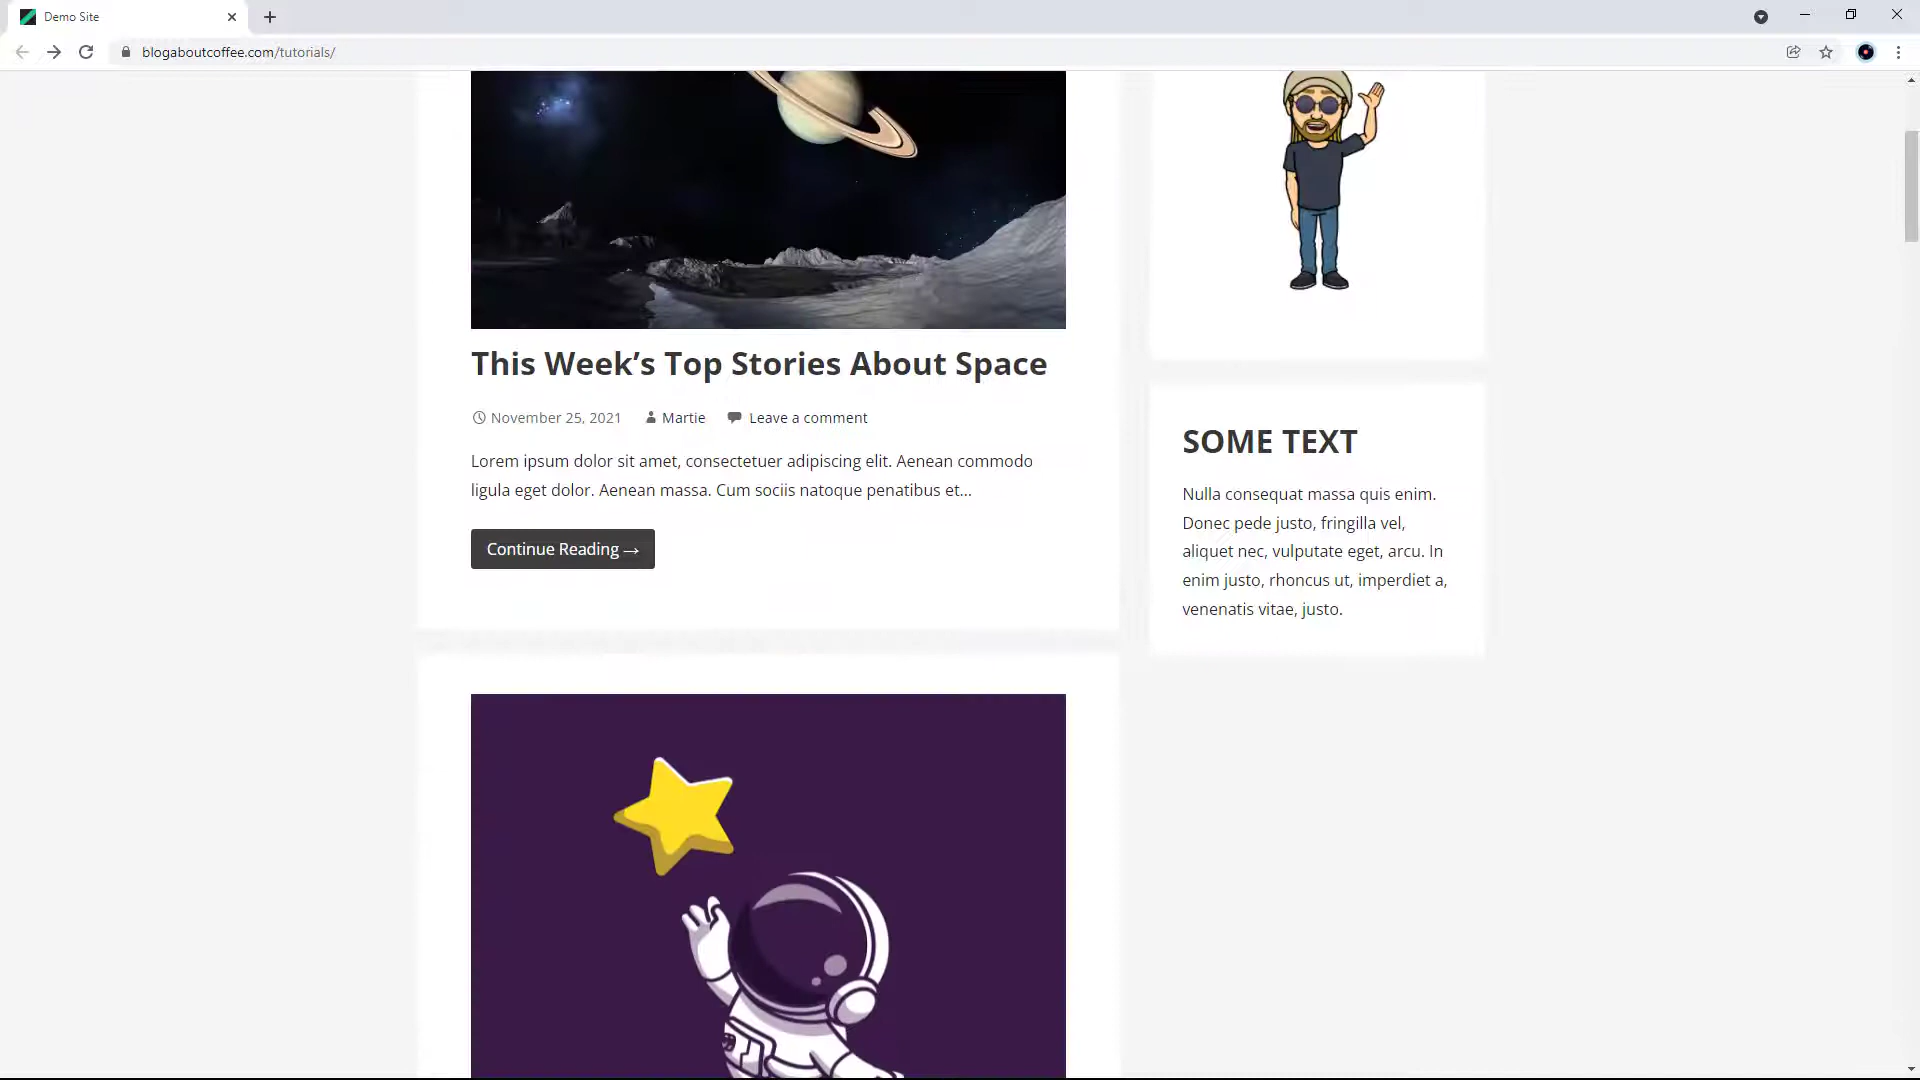 Demo Site
blogaboutcoffee.com/tutorials/
This Week’s Top Stories About Space
November 25, 2021 Martie Leave a comment
Lorem ipsum dolor sit amet, consectetuer adipiscing elit. Aenean commodo
ligula eget dolor. Aenean massa. Cum sociis natoque penatibus et...
Continue Reading →
SOME TEXT
Nulla consequat massa quis enim.
Donec pede justo, fringilla vel,
aliquet nec, vulputate eget, arcu. In
enim justo, rhoncus ut, imperdiet a,
venenatis vitae, justo.